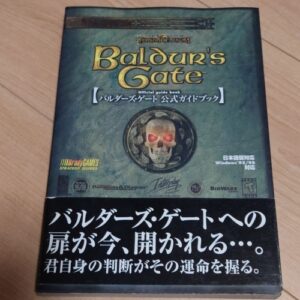 BALDUR'S
GATE
Official guide book
【バルダーズ・ゲート 公式ガイドブック】
日本語版対応
Windows 95/98
対応
Interplay
BIOWARE
バルダーズ・ゲートへの
扉が今、開かれる…。
君自身の判断がその運命を握る。